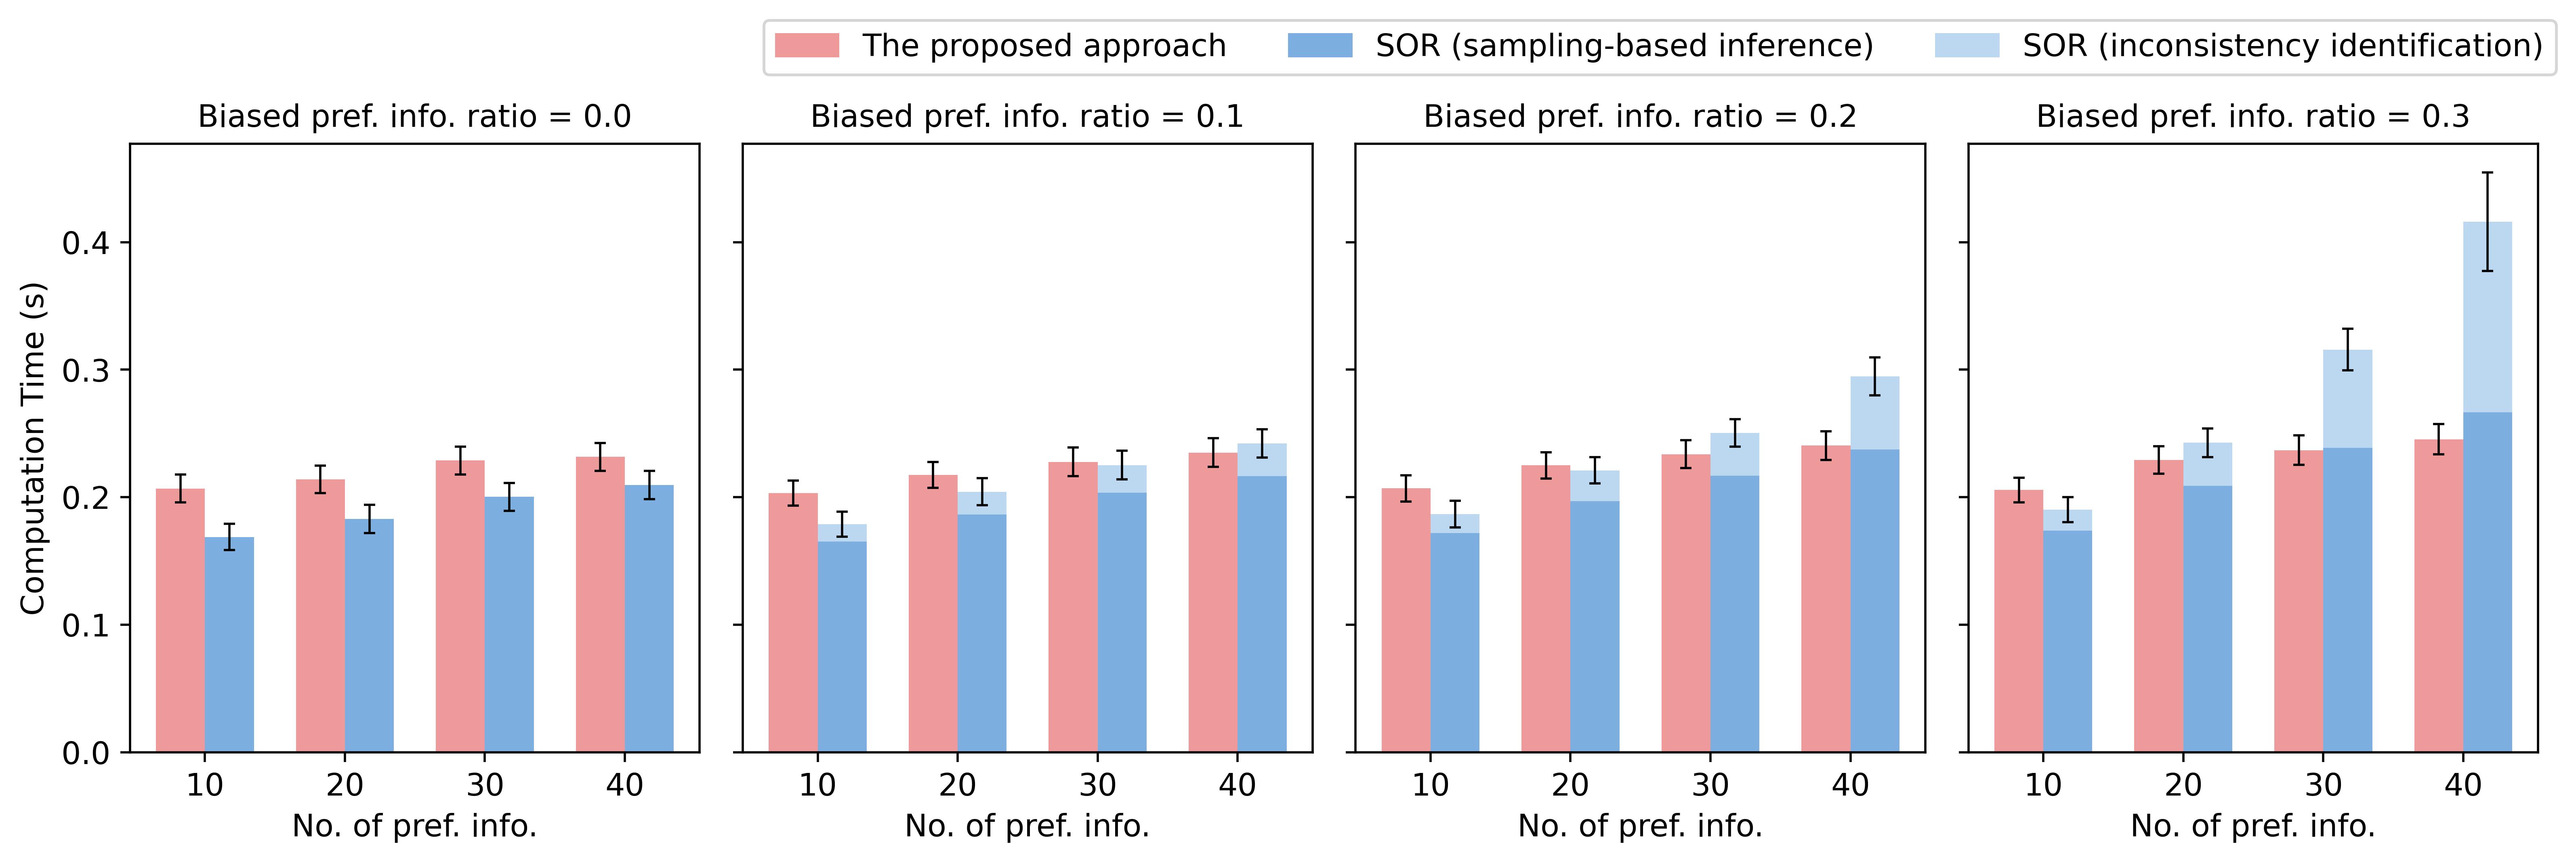 The proposed approach
SOR (sampling-based inference)
SOR (inconsistency identification)
Biased pref. info. ratio = 0.0
Biased pref. info. ratio = 0.1
Biased pref. info. ratio = 0.2
Biased pref. info. ratio = 0.3
Computation Time (s)
0.4
0.3
0.2
0.1
0.0
10 20 30 40
10 20 30 40
10 20 30 40
10 20 30 40
No. of pref. info.
No. of pref. info.
No. of pref. info.
No. of pref. info.